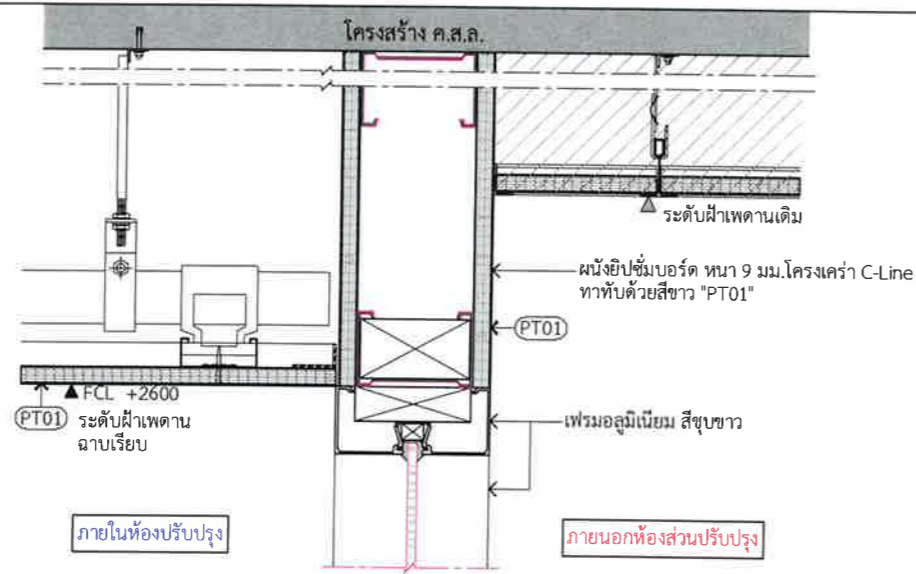 โครงสร้าง ค.ส.ล.
ระดับฝ้าเพดานเดิม
ผนังยิปซั่มบอร์ด หนา 9 มม.โครงเคร่า C-Line
ทาทับด้วยสีขาว "PT01"
PT01
FCL +2600
PT01 ระดับฝ้าเพดาน
ฉาบเรียบ
เฟรมอลูมิเนียม สีชุบขาว
ภายในห้องปรับปรุง
ภายนอกห้องส่วนปรับปรุง